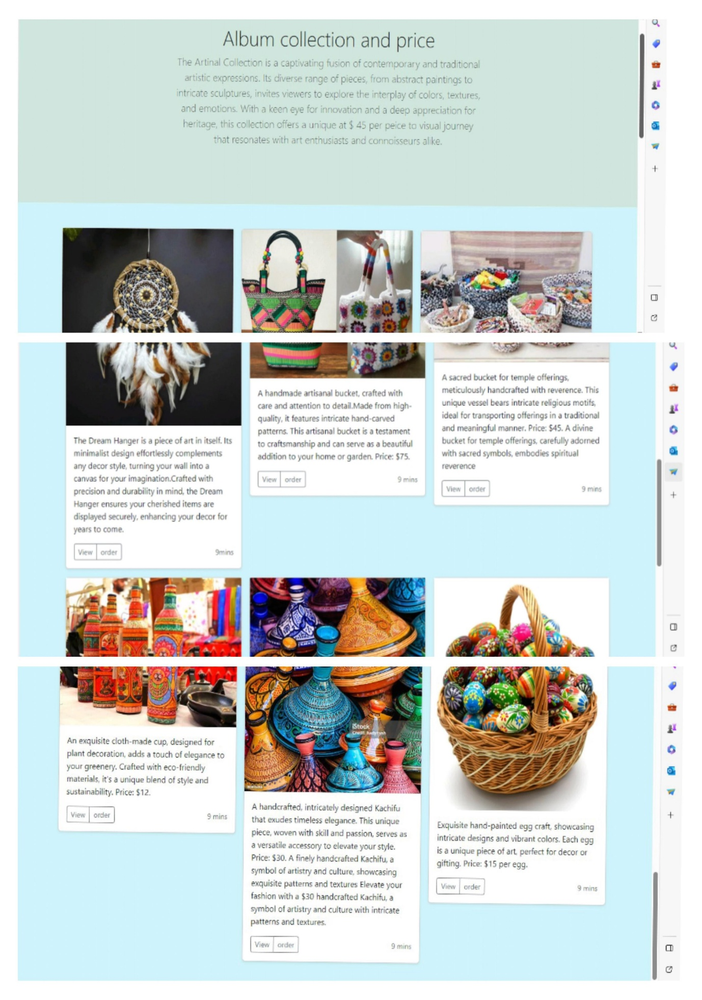 Album collection and price
The Artinal Collection is a captivating fusion of contemporary and traditional
artistic expressions. Its diverse range of pieces, from abstract paintings to
intricate sculptures, invites viewers to explore the interplay of colors, textures,
and emotions. With a keen eye for innovation and a deep appreciation for
heritage, this collection offers a unique at $ 45 per peice to visual journey
that resonates with art enthusiasts and connoisseurs alike.
The Dream Hanger is a piece of art in itself. Its
minimalist design effortlessly complements
any decor style, turning your wall into a
canvas for your imagination.Crafted with
precision and durability in mind, the Dream
Hanger ensures your cherished items are
displayed securely, enhancing your decor for
years to come.
View order 9mins
A handmade artisanal bucket, crafted with
care and attention to detail.Made from high-
quality, it features intricate hand-carved
patterns. This artisanal bucket is a testament
to craftsmanship and can serve as a beautiful
addition to your home or garden. Price: $75.
View order 9 mins
A sacred bucket for temple offerings,
meticulously handcrafted with reverence. This
unique vessel bears intricate religious motifs,
ideal for transporting offerings in a traditional
and meaningful manner. Price: $45. A divine
bucket for temple offerings, carefully adorned
with sacred symbols, embodies spiritual
reverence
View order 9 mins
An exquisite cloth-made cup, designed for
plant decoration, adds a touch of elegance to
your greenery. Crafted with eco-friendly
materials, it's a unique blend of style and
sustainability. Price: $12.
View order 9 mins
iStock
Credit:
A handcrafted, intricately designed Kachifu
that exudes timeless elegance. This unique
piece, woven with skill and passion, serves as
a versatile accessory to elevate your style.
Price: $30. A finely handcrafted Kachifu, a
symbol of artistry and culture, showcasing
exquisite patterns and textures Elevate your
fashion with a $30 handcrafted Kachifu, a
symbol of artistry and culture with intricate
patterns and textures.
View order 9 mins
Exquisite hand-painted egg craft, showcasing
intricate designs and vibrant colors. Each egg
is a unique piece of art, perfect for decor or
gifting. Price: $15 per egg.
View order 9 mins